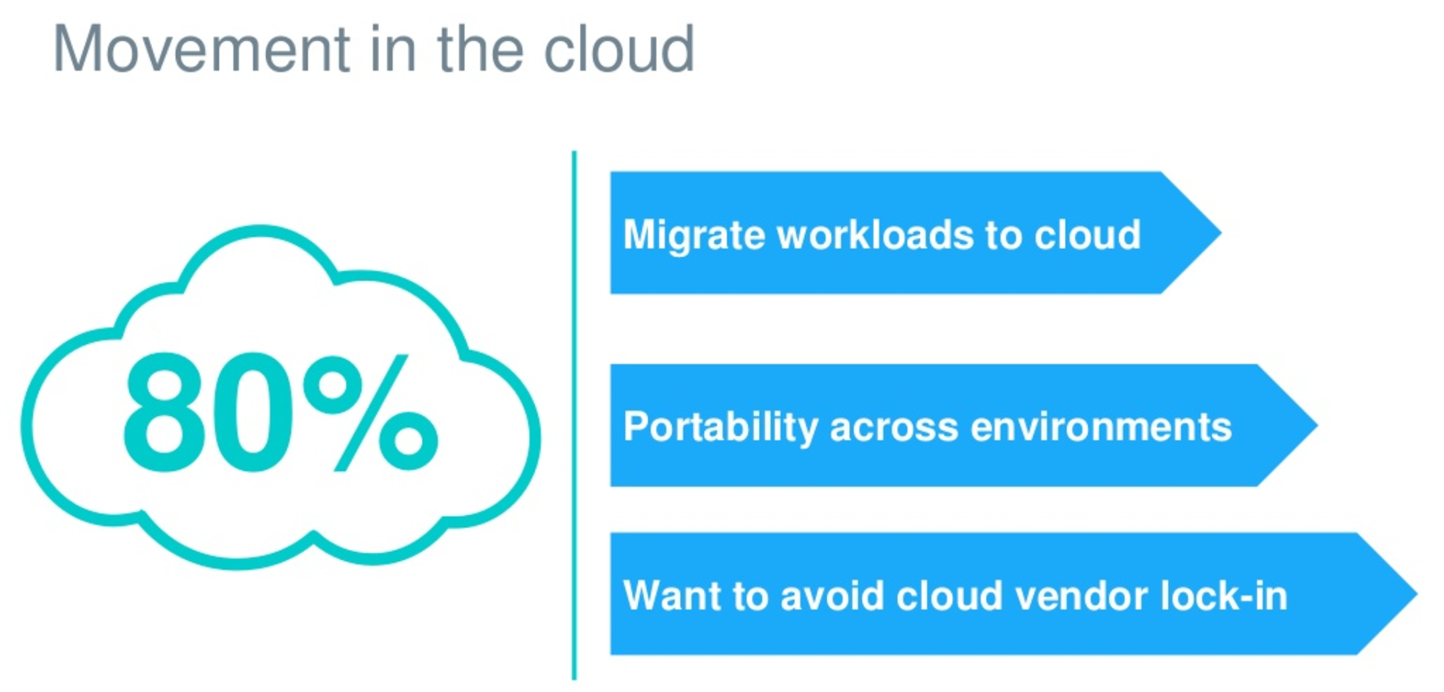 Movement in the cloud
80%
Migrate workloads to cloud
Portability across environments
Want to avoid cloud vendor lock-in